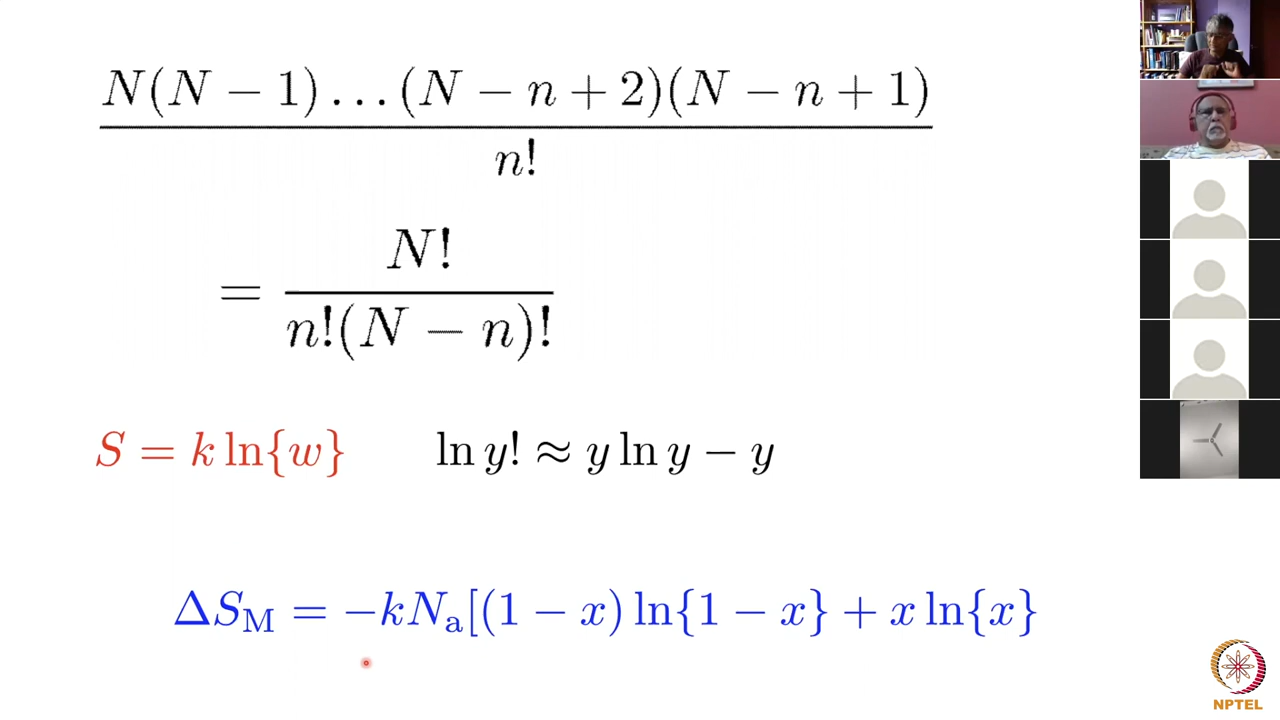 N(N − 1)...(N − n + 2)(N − n + 1)
n!
= N!
n!(N − n)!
S = k ln{w} ln y! ≈ y ln y − y
ΔS_M = −kN_a[(1 − x) ln{1 − x} + x ln{x}
NPTEL